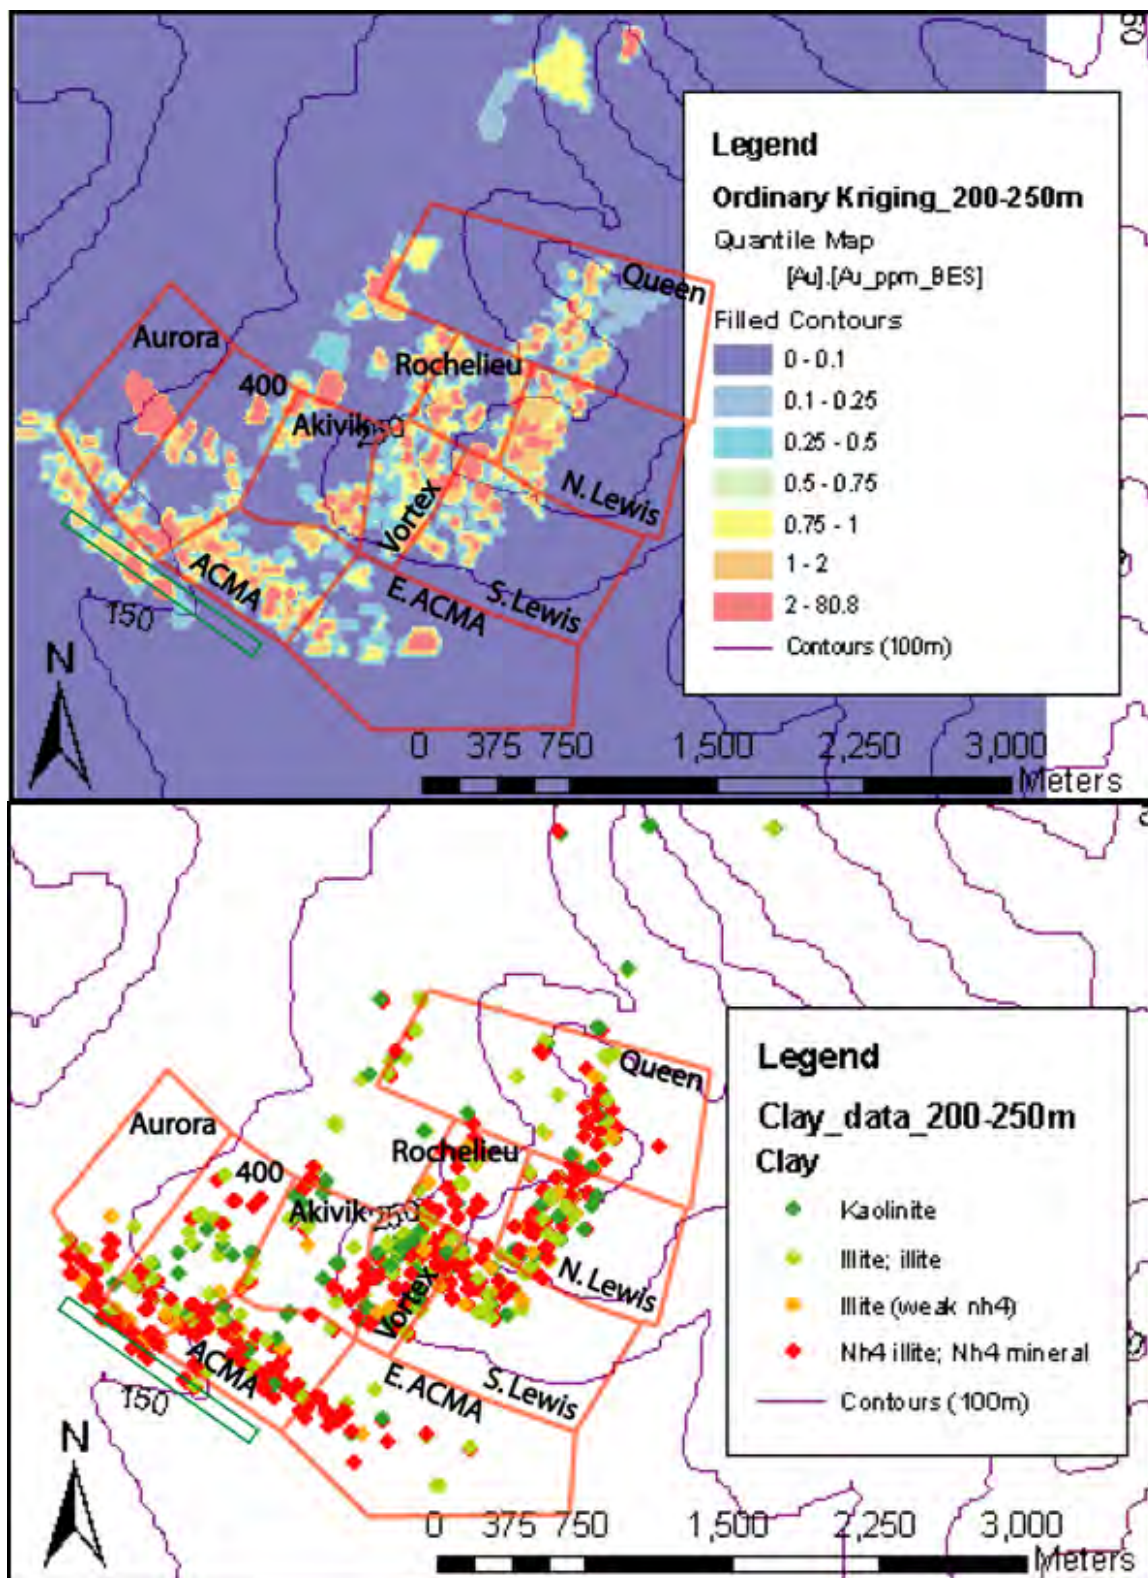 60
Legend
Ordinary Kriging_200-250m
Quantile Map
[Au].[Au_ppm_BES]
Filled Contours
0 - 0.1
0.1 - 0.25
0.25 - 0.5
0.5 - 0.75
0.75 - 1
1 - 2
2 - 80.8
Contours (100m)
Queen
Aurora
Rochelieu
400
Akivik
250
N. Lewis
Vortex
ACMA
E. ACMA
S. Lewis
150
N
0 375 750 1,500 2,250 3,000
Meters
Legend
Clay_data_200-250m
Clay
Kaolinite
Illite; illite
Illite (weak nh4)
Nh4 illite; Nh4 mineral
Contours (100m)
Queen
Aurora
Rochelieu
400
Akivik
250
N. Lewis
Vortex
ACMA
E. ACMA
S. Lewis
150
N
0 375 750 1,500 2,250 3,000
Meters